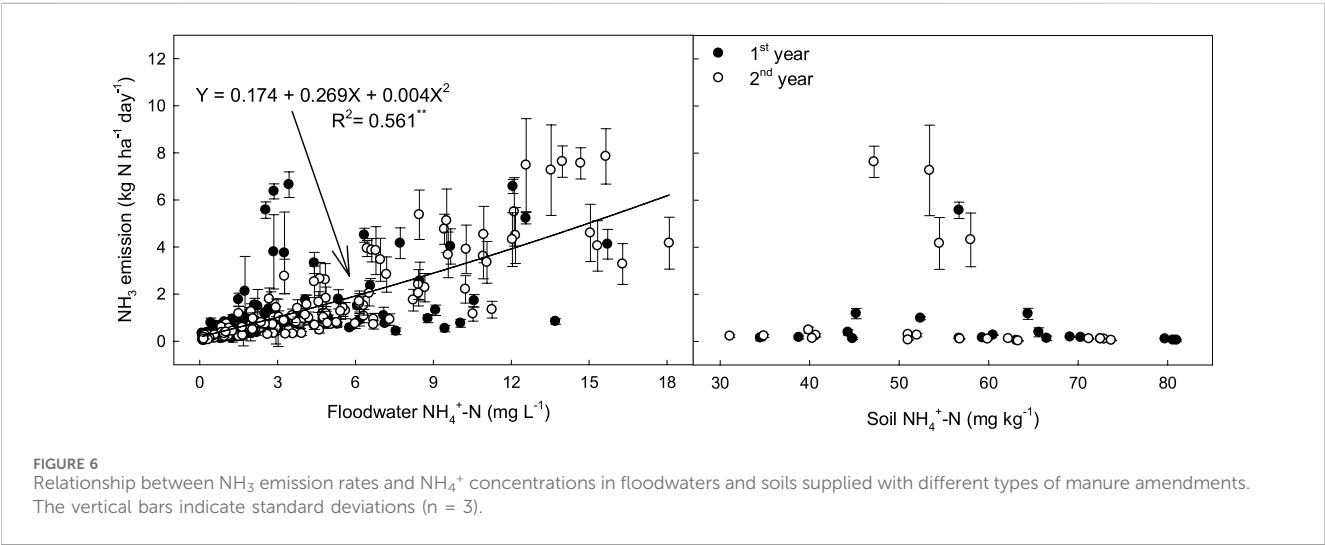 Y = 0.174 + 0.269X + 0.004X²
R²= 0.561**
NH₃ emission (kg N ha⁻¹ day⁻¹)
12
10
8
6
4
2
0
0 3 6 9 12 15 18
Floodwater NH₄⁺-N (mg L⁻¹)
1st year
2nd year
30 40 50 60 70 80
Soil NH₄⁺-N (mg kg⁻¹)
FIGURE 6
Relationship between NH₃ emission rates and NH₄⁺ concentrations in floodwaters and soils supplied with different types of manure amendments.
The vertical bars indicate standard deviations (n = 3).